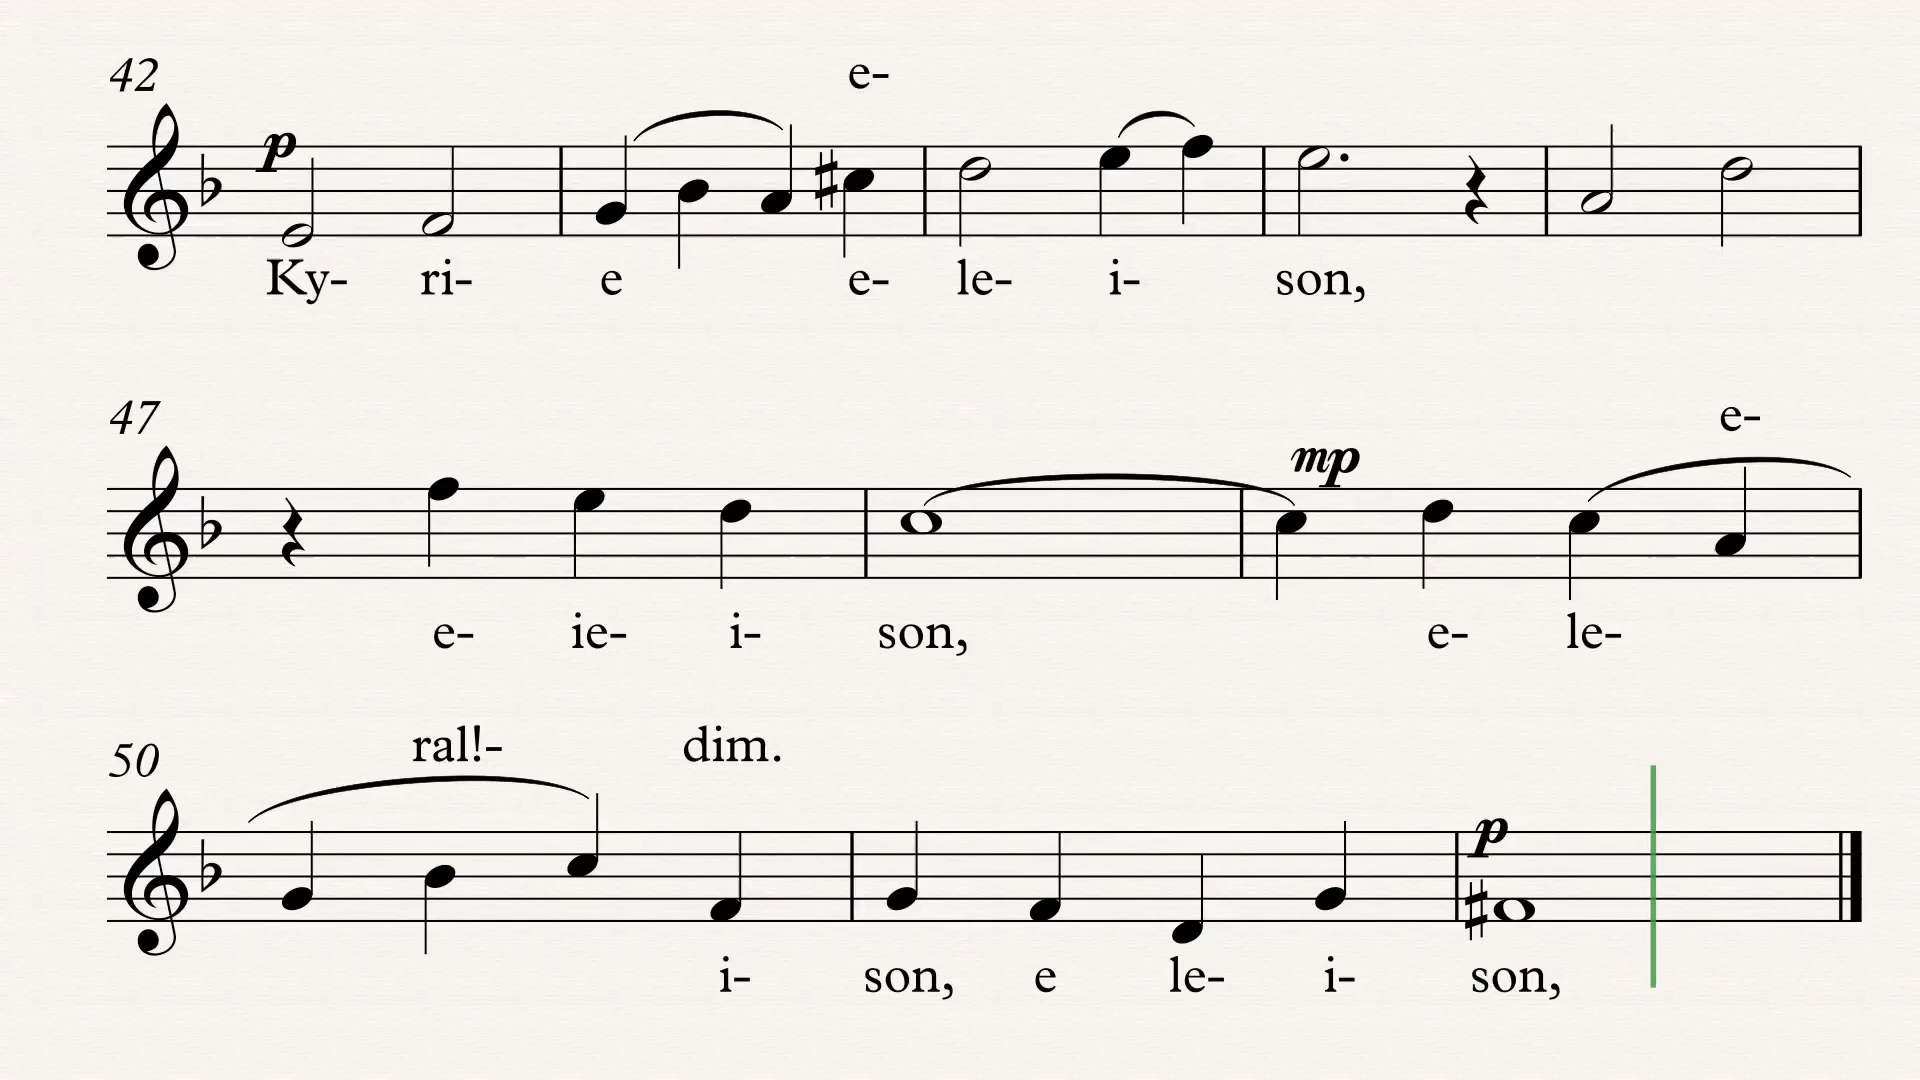 42
e-
p
Ky- ri- e e- le- i- son,
47
e-
mp
e- ie- i- son, e- le-
50
ral!- dim.
p
i- son, e le- i- son,